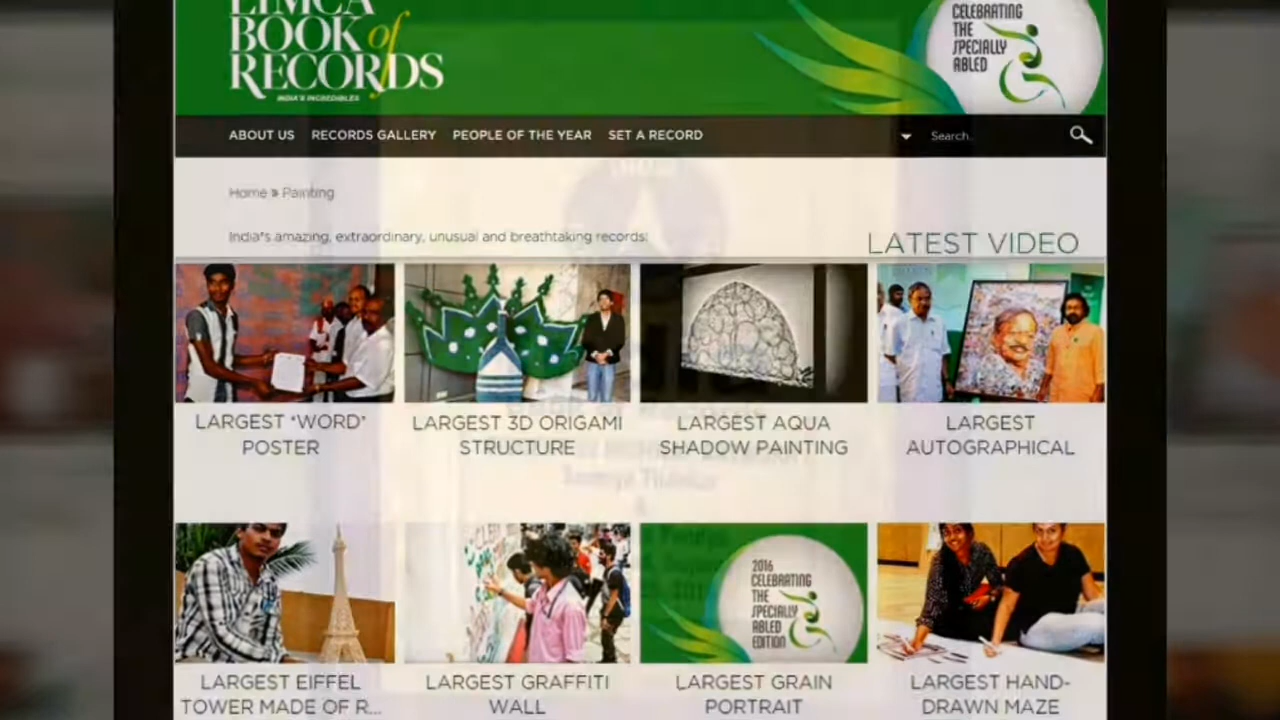 LIMCA
BOOK of
RECORDS
INDIA'S INCREDIBLES
CELEBRATING
THE
SPECIALLY
ABLED
ABOUT US RECORDS GALLERY PEOPLE OF THE YEAR SET A RECORD
Search..
Home » Painting
India"s amazing, extraordinary, unusual and breathtaking records!
LATEST VIDEO
LARGEST "WORD"
POSTER
LARGEST 3D ORIGAMI
STRUCTURE
LARGEST AQUA
SHADOW PAINTING
LARGEST
AUTOGRAPHICAL
2016
CELEBRATING
THE
SPECIALLY
ABLED
EDITION
LARGEST EIFFEL
TOWER MADE OF R...
LARGEST GRAFFITI
WALL
LARGEST GRAIN
PORTRAIT
LARGEST HAND-
DRAWN MAZE